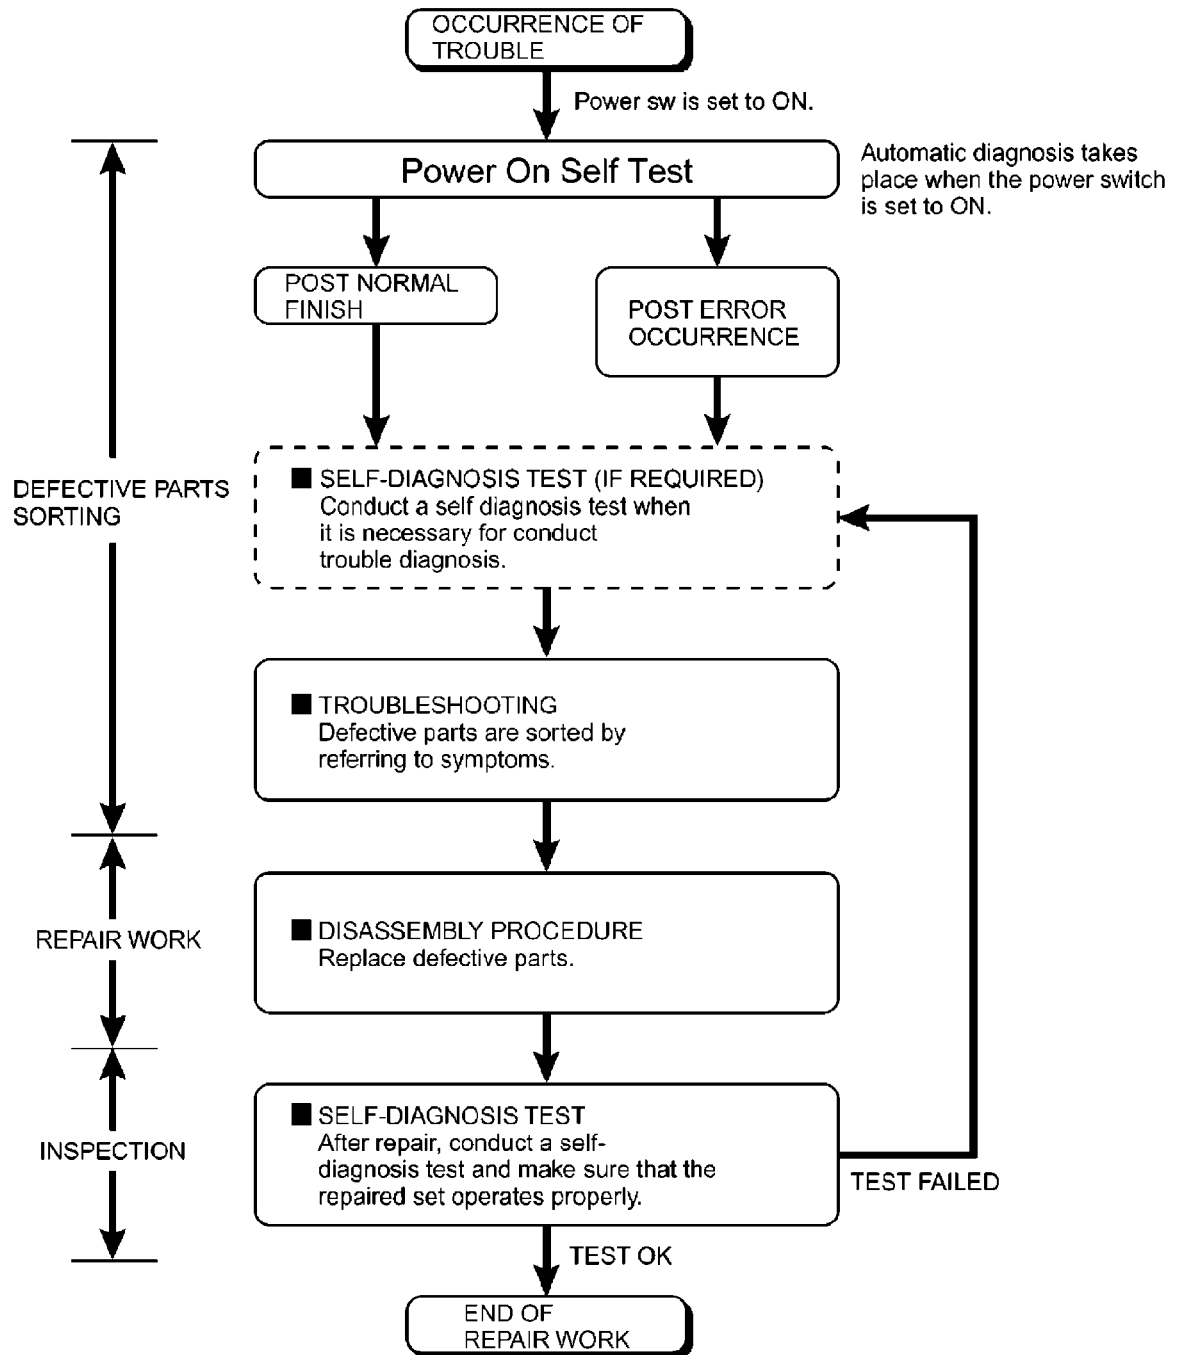 OCCURRENCE OF
TROUBLE
Power sw is set to ON.
Power On Self Test
Automatic diagnosis takes
place when the power switch
is set to ON.
POST NORMAL
FINISH
POST ERROR
OCCURRENCE
DEFECTIVE PARTS
SORTING
■ SELF-DIAGNOSIS TEST (IF REQUIRED)
Conduct a self diagnosis test when
it is necessary for conduct
trouble diagnosis.
■ TROUBLESHOOTING
Defective parts are sorted by
referring to symptoms.
REPAIR WORK
■ DISASSEMBLY PROCEDURE
Replace defective parts.
INSPECTION
■ SELF-DIAGNOSIS TEST
After repair, conduct a self-
diagnosis test and make sure that the
repaired set operates properly.
TEST FAILED
TEST OK
END OF
REPAIR WORK